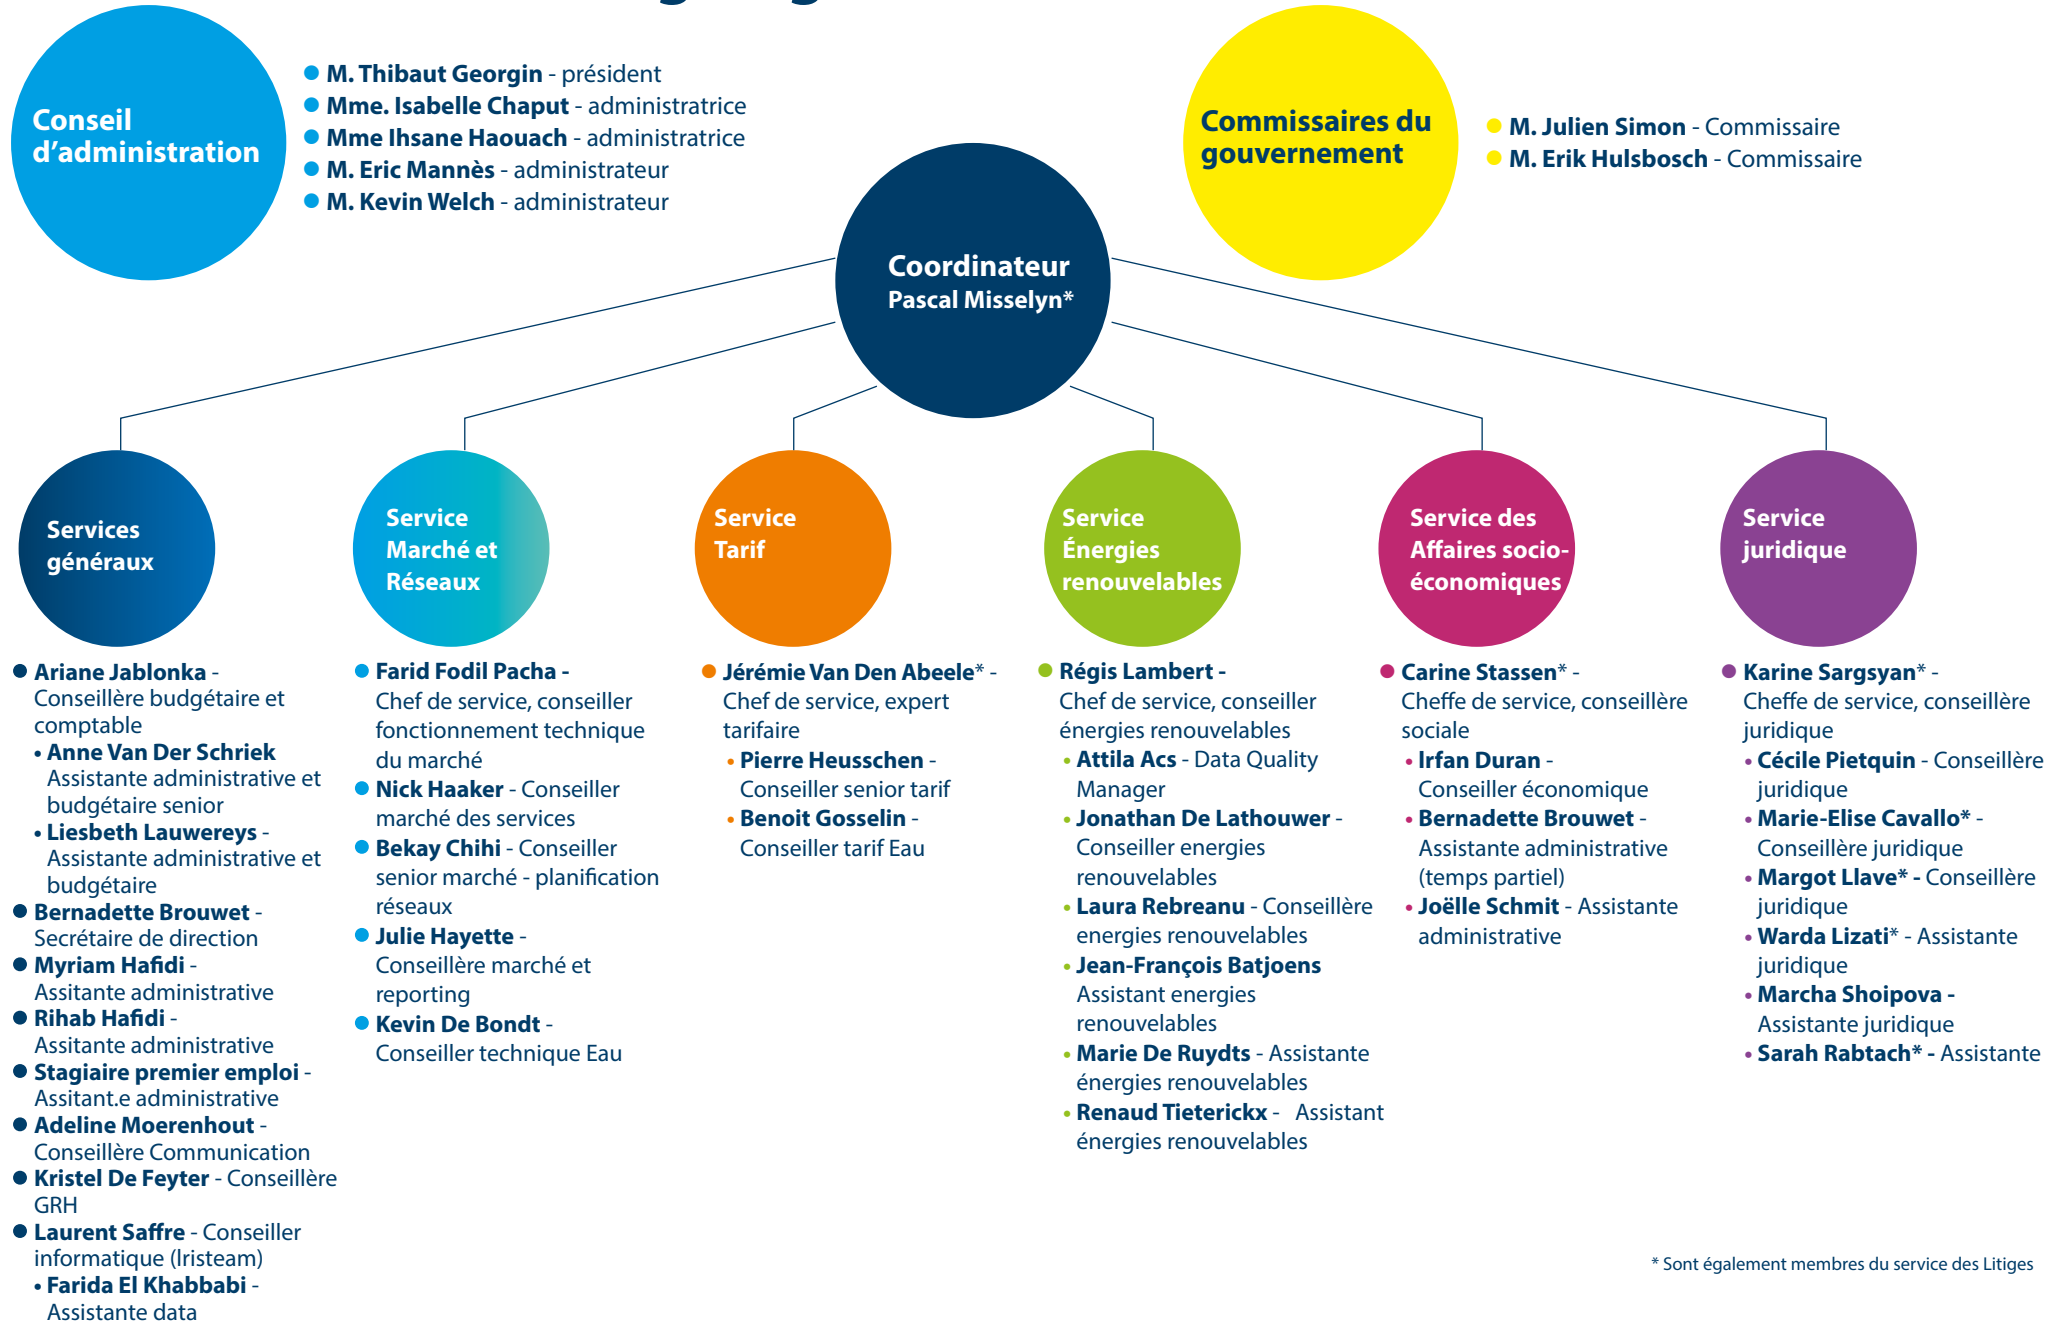 Conseil
d’administration
● M. Thibaut Georgin - président
● Mme. Isabelle Chaput - administratrice
● Mme Ihsane Haouach - administratrice
● M. Eric Mannès - administrateur
● M. Kevin Welch - administrateur
Commissaires du
gouvernement
● M. Julien Simon - Commissaire
● M. Erik Hulsbosch - Commissaire
Coordinateur
Pascal Misselyn*
Services
généraux
● Ariane Jablonka -
Conseillère budgétaire et
comptable
• Anne Van Der Schriek
Assistante administrative et
budgétaire senior
• Liesbeth Lauwereys -
Assistante administrative et
budgétaire
● Bernadette Brouwet -
Secrétaire de direction
● Myriam Hafidi -
Assitante administrative
● Rihab Hafidi -
Assitante administrative
● Stagiaire premier emploi -
Assitant.e administrative
● Adeline Moerenhout -
Conseillère Communication
● Kristel De Feyter - Conseillère
GRH
● Laurent Saffre - Conseiller
informatique (Iristeam)
• Farida El Khabbabi -
Assistante data
Service
Marché et
Réseaux
● Farid Fodil Pacha -
Chef de service, conseiller
fonctionnement technique
du marché
● Nick Haaker - Conseiller
marché des services
● Bekay Chihi - Conseiller
senior marché - planification
réseaux
● Julie Hayette -
Conseillère marché et
reporting
● Kevin De Bondt -
Conseiller technique Eau
Service
Tarif
● Jérémie Van Den Abeele* -
Chef de service, expert
tarifaire
• Pierre Heusschen -
Conseiller senior tarif
• Benoit Gosselin -
Conseiller tarif Eau
Service
Énergies
renouvelables
● Régis Lambert -
Chef de service, conseiller
énergies renouvelables
• Attila Acs - Data Quality
Manager
• Jonathan De Lathouwer -
Conseiller energies
renouvelables
• Laura Rebreanu - Conseillère
energies renouvelables
• Jean-François Batjoens
Assistant energies
renouvelables
• Marie De Ruydts - Assistante
énergies renouvelables
• Renaud Tieterickx - Assistant
énergies renouvelables
Service des
Affaires socio-
économiques
● Carine Stassen* -
Cheffe de service, conseillère
sociale
• Irfan Duran -
Conseiller économique
• Bernadette Brouwet -
Assistante administrative
(temps partiel)
• Joëlle Schmit - Assistante
administrative
Service
juridique
● Karine Sargsyan* -
Cheffe de service, conseillère
juridique
• Cécile Pietquin - Conseillère
juridique
• Marie-Elise Cavallo* -
Conseillère juridique
• Margot Llave* - Conseillère
juridique
• Warda Lizati* - Assistante
juridique
• Marcha Shoipova -
Assistante juridique
• Sarah Rabtach* - Assistante
* Sont également membres du service des Litiges